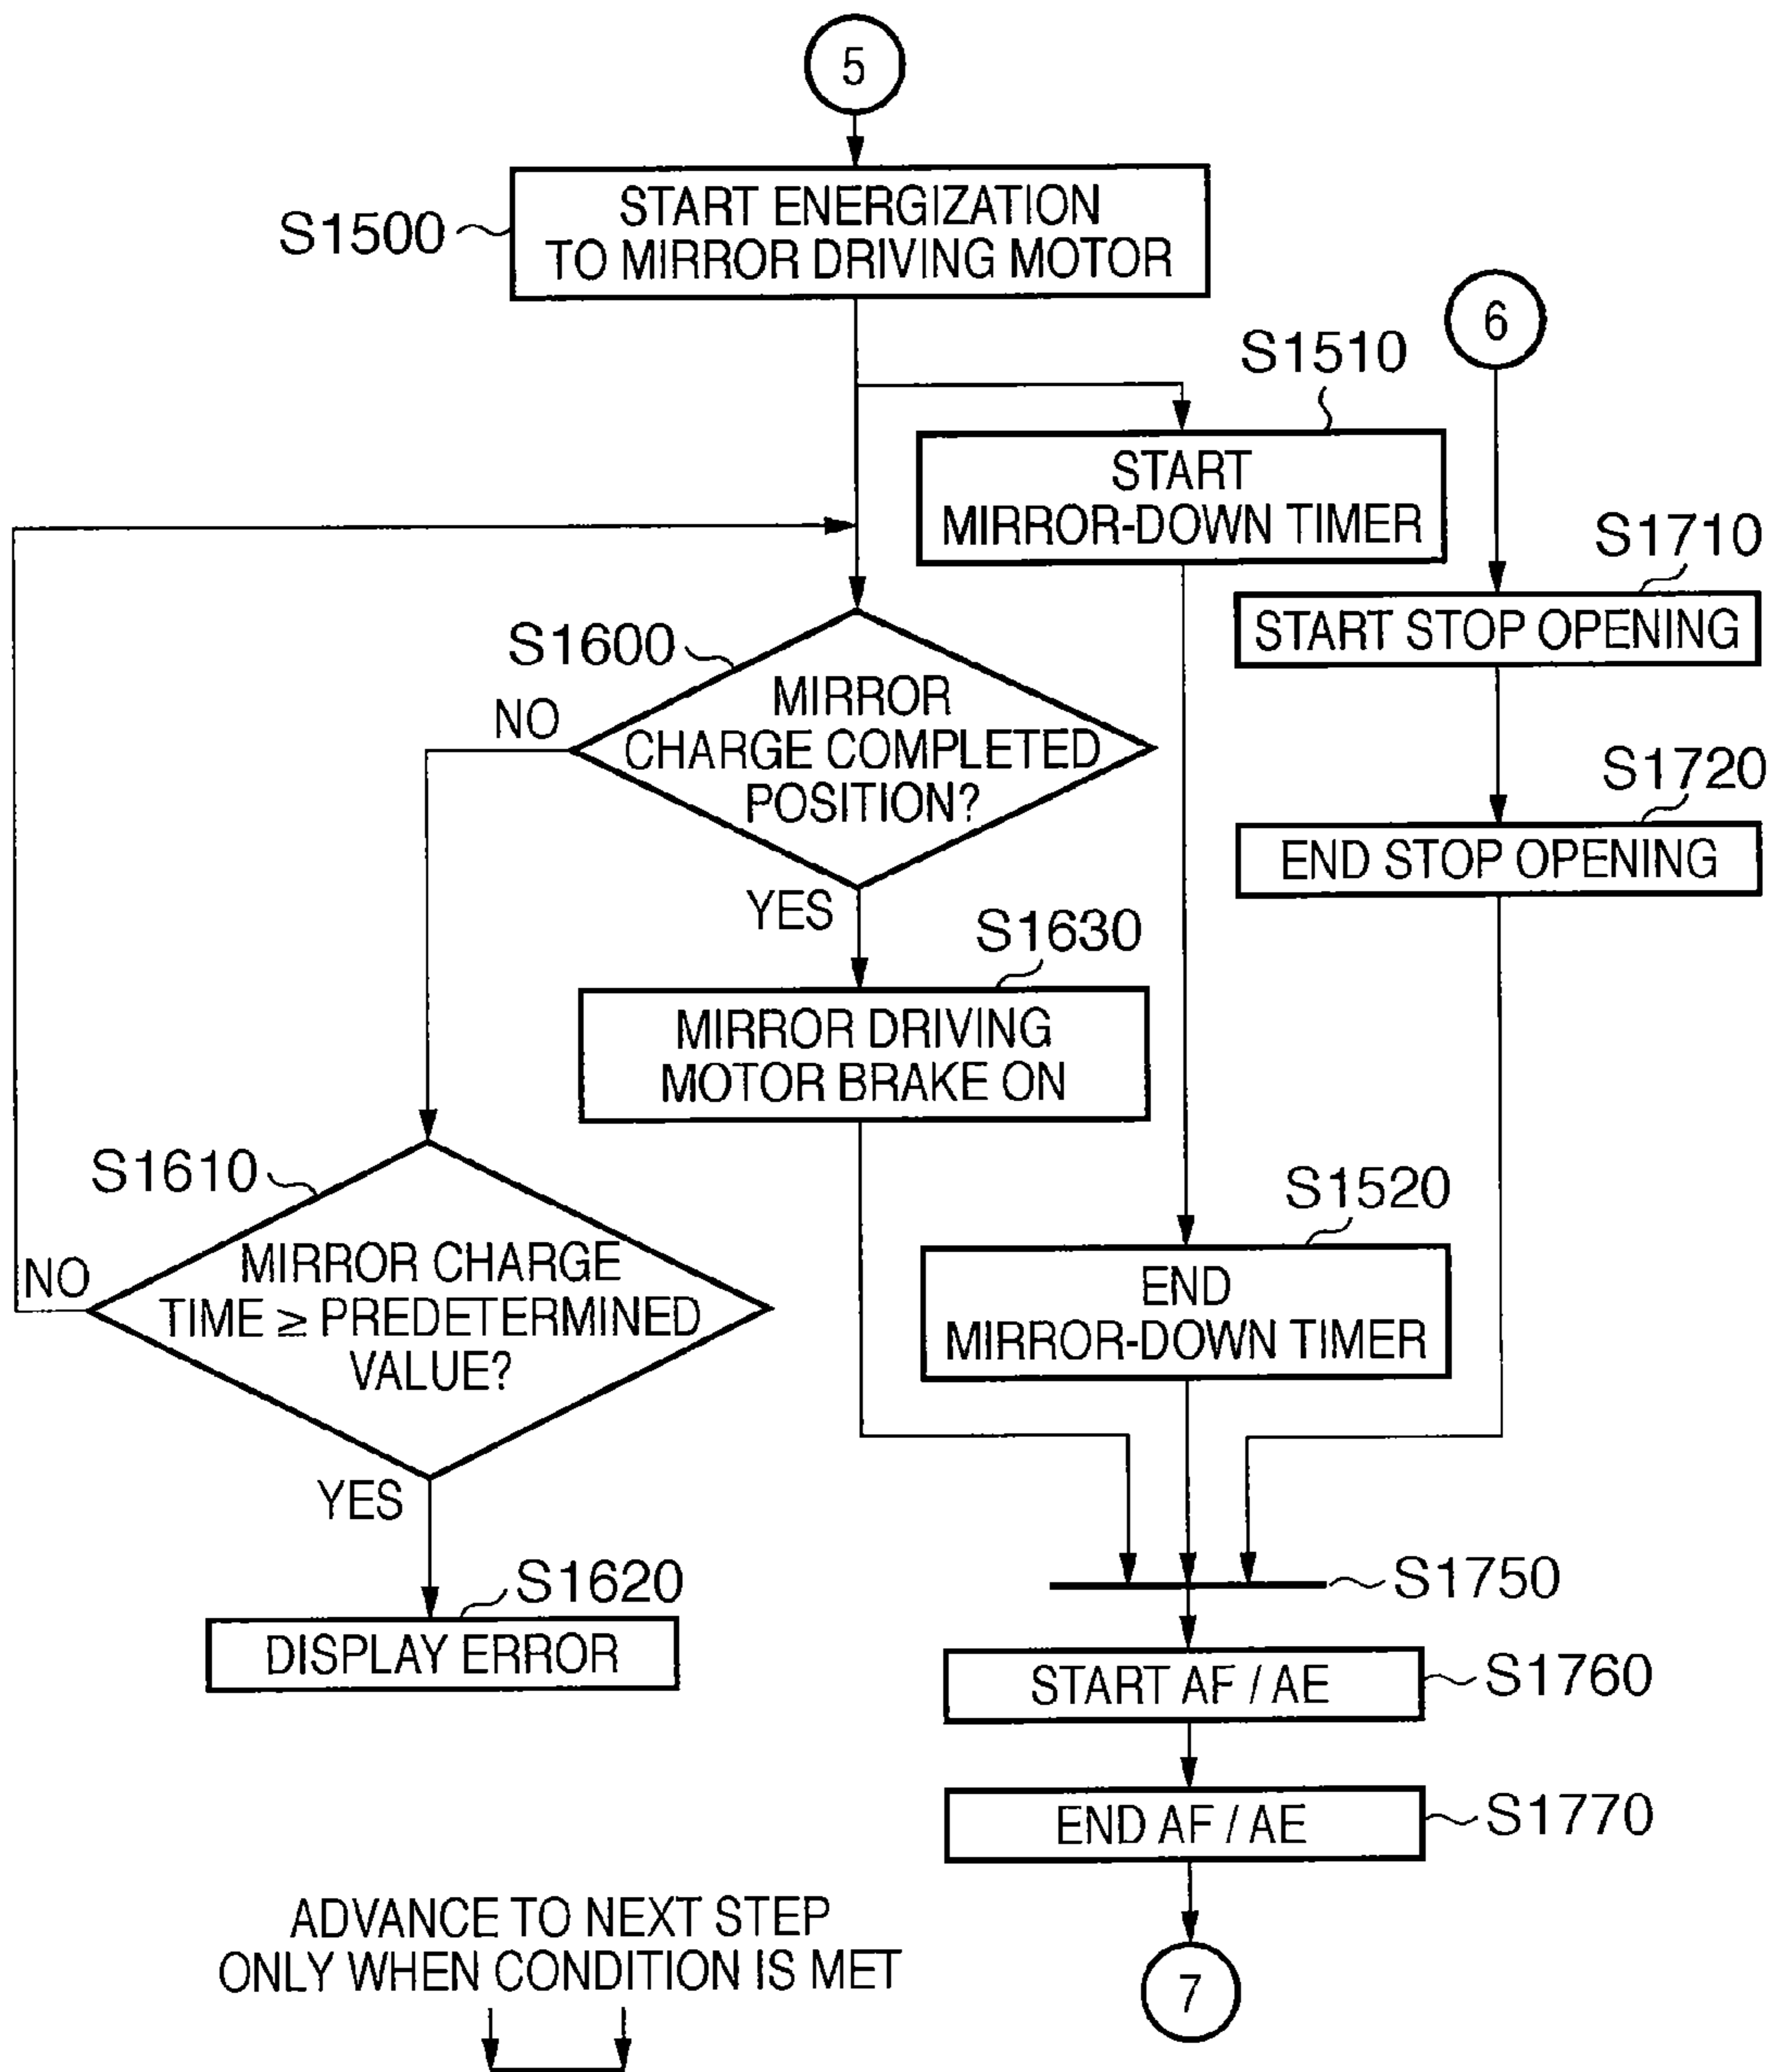 5
START ENERGIZATION
TO MIRROR DRIVING MOTOR
S1500
6
S1510
START
MIRROR-DOWN TIMER
S1710
START STOP OPENING
S1600
MIRROR
CHARGE COMPLETED
POSITION?
NO
YES
S1720
END STOP OPENING
S1630
MIRROR DRIVING
MOTOR BRAKE ON
S1610
MIRROR CHARGE
TIME ≥ PREDETERMINED
VALUE?
NO
YES
S1520
END
MIRROR-DOWN TIMER
S1620
DISPLAY ERROR
S1750
START AF / AE
S1760
END AF / AE
S1770
7
ADVANCE TO NEXT STEP
ONLY WHEN CONDITION IS MET